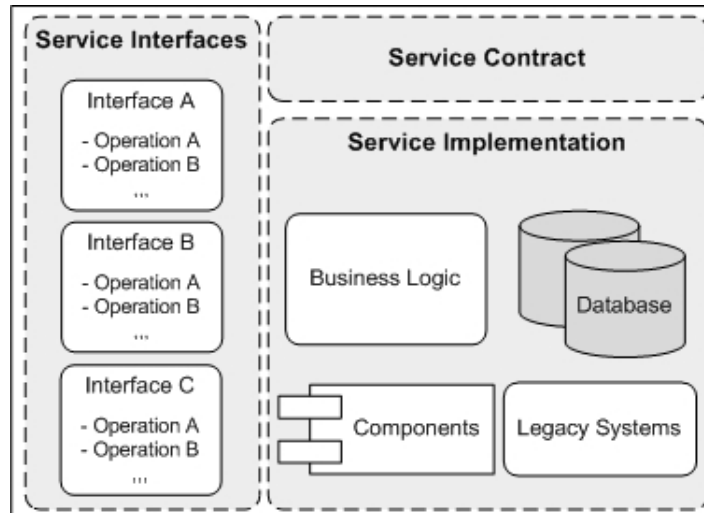 Service Interfaces
Interface A
- Operation A
- Operation B
...
Interface B
- Operation A
- Operation B
...
Interface C
- Operation A
- Operation B
...
Service Contract
Service Implementation
Business Logic
Database
Components
Legacy Systems